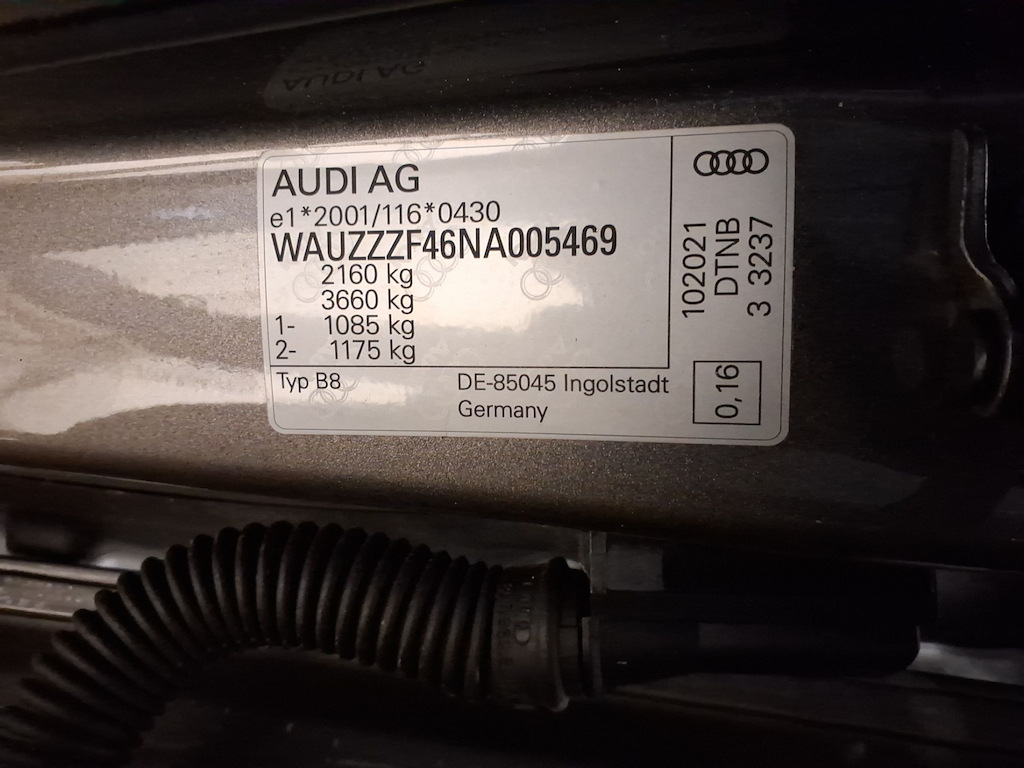 AUDI AG
e1*2001/116*0430
WAUZZZF46NA005469
2160 kg
3660 kg
1- 1085 kg
2- 1175 kg
Typ B8
DE-85045 Ingolstadt
Germany
102021
DTNB
3 3237
0,16